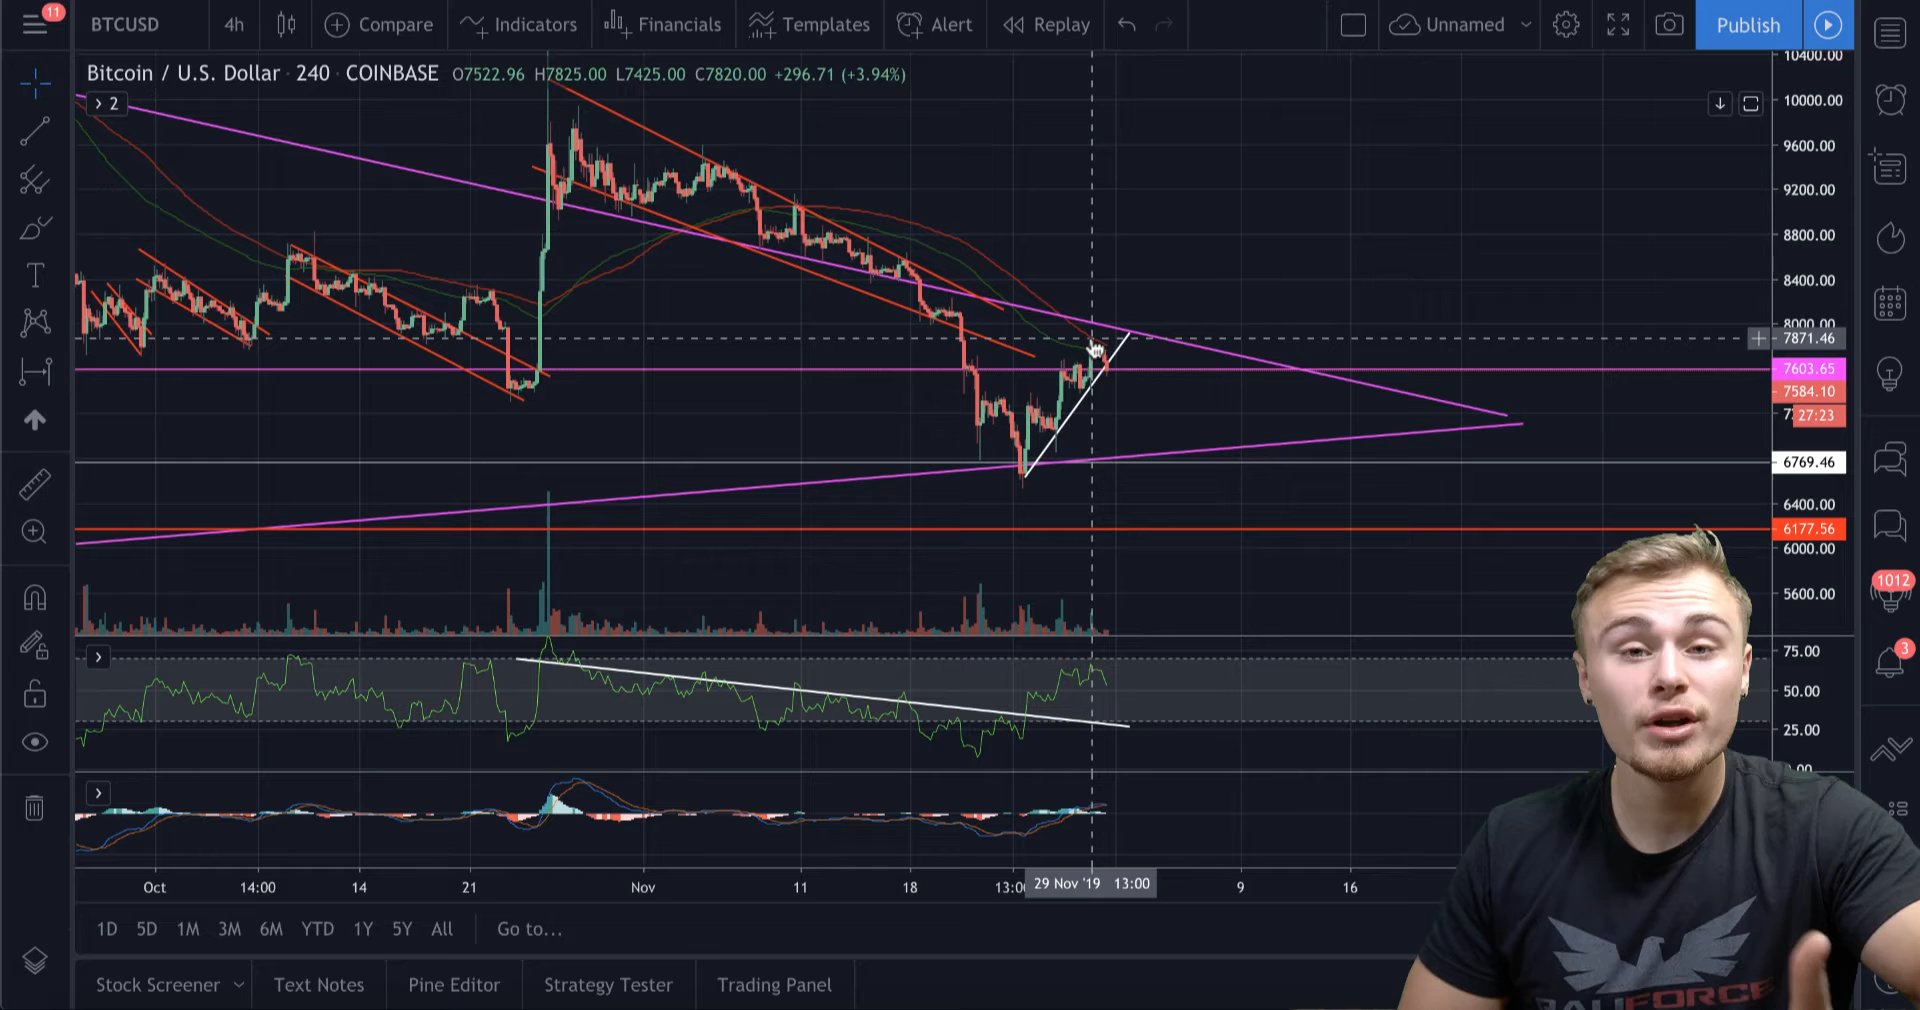 11
BTCUSD
4h
Compare
Indicators
Financials
Templates
Alert
Replay
Unnamed
Publish
Bitcoin / U.S. Dollar · 240 · COINBASE O7522.96 H7825.00 L7425.00 C7820.00 +296.71 (+3.94%)
2
10400.00
10000.00
9600.00
9200.00
8800.00
8400.00
8000.00
7871.46
7603.65
7584.10
27:23
6769.46
6400.00
6177.56
6000.00
5600.00
1012
3
75.00
50.00
25.00
Oct
14:00
14
21
Nov
11
18
29 Nov '19 13:00
9
16
1D 5D 1M 3M 6M YTD 1Y 5Y All Go to...
Stock Screener
Text Notes
Pine Editor
Strategy Tester
Trading Panel